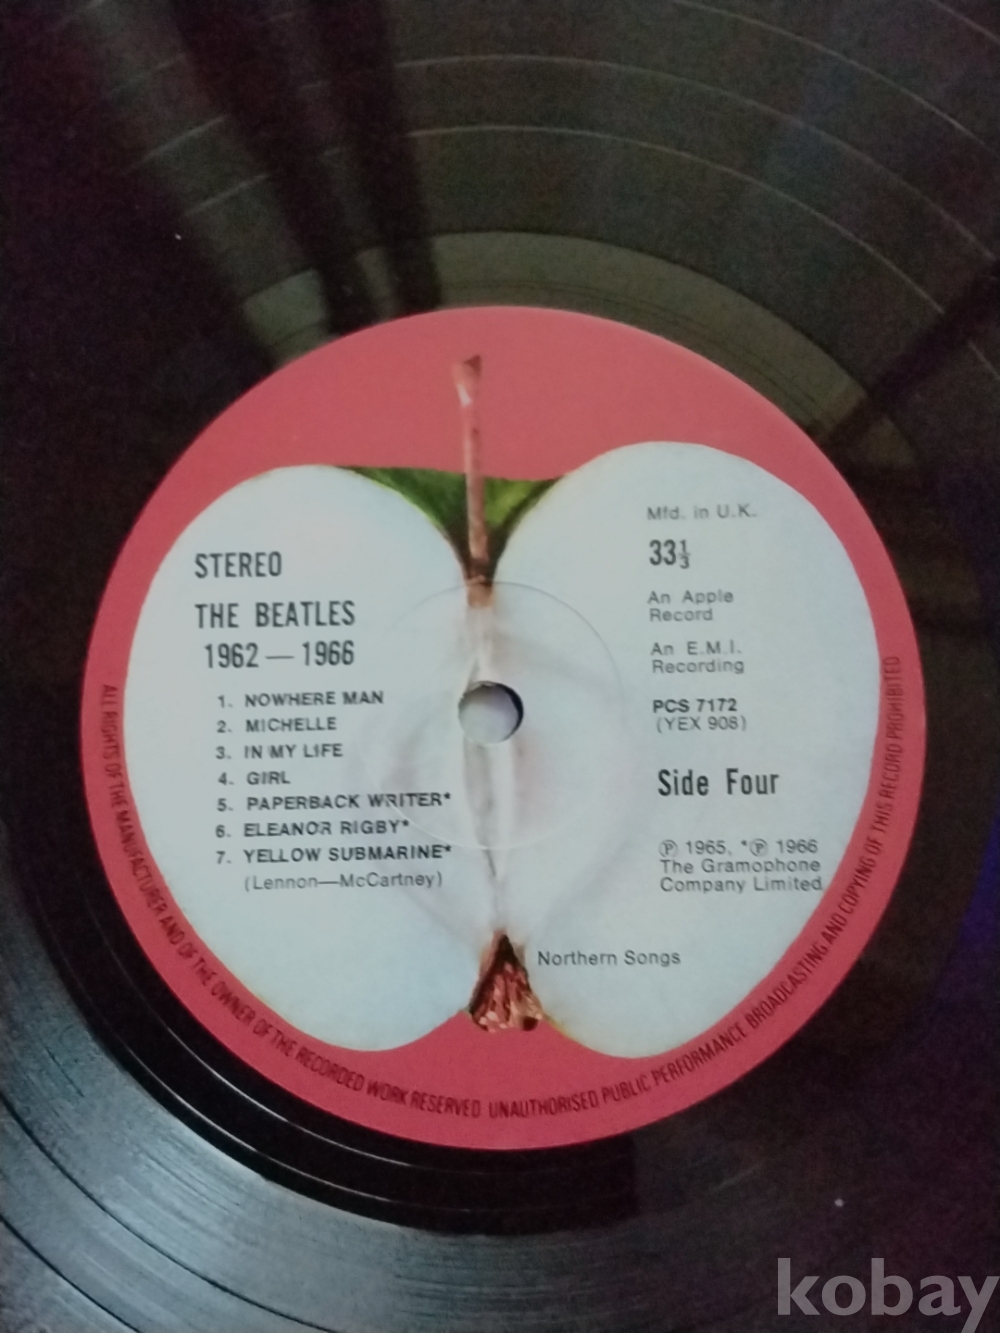 STEREO
THE BEATLES
1962 — 1966
1. NOWHERE MAN
2. MICHELLE
3. IN MY LIFE
4. GIRL
5. PAPERBACK WRITER*
6. ELEANOR RIGBY*
7. YELLOW SUBMARINE*
(Lennon—McCartney)
Mfd. in U.K.
33⅓
An Apple
Record
An E.M.I.
Recording
PCS 7172
(YEX 908)
Side Four
Ⓟ 1965, *Ⓟ 1966
The Gramophone
Company Limited
Northern Songs
ALL RIGHTS OF THE MANUFACTURER AND OF THE OWNER OF THE RECORDED WORK RESERVED UNAUTHORISED PUBLIC PERFORMANCE BROADCASTING AND COPYING OF THIS RECORD PROHIBITED
kobay